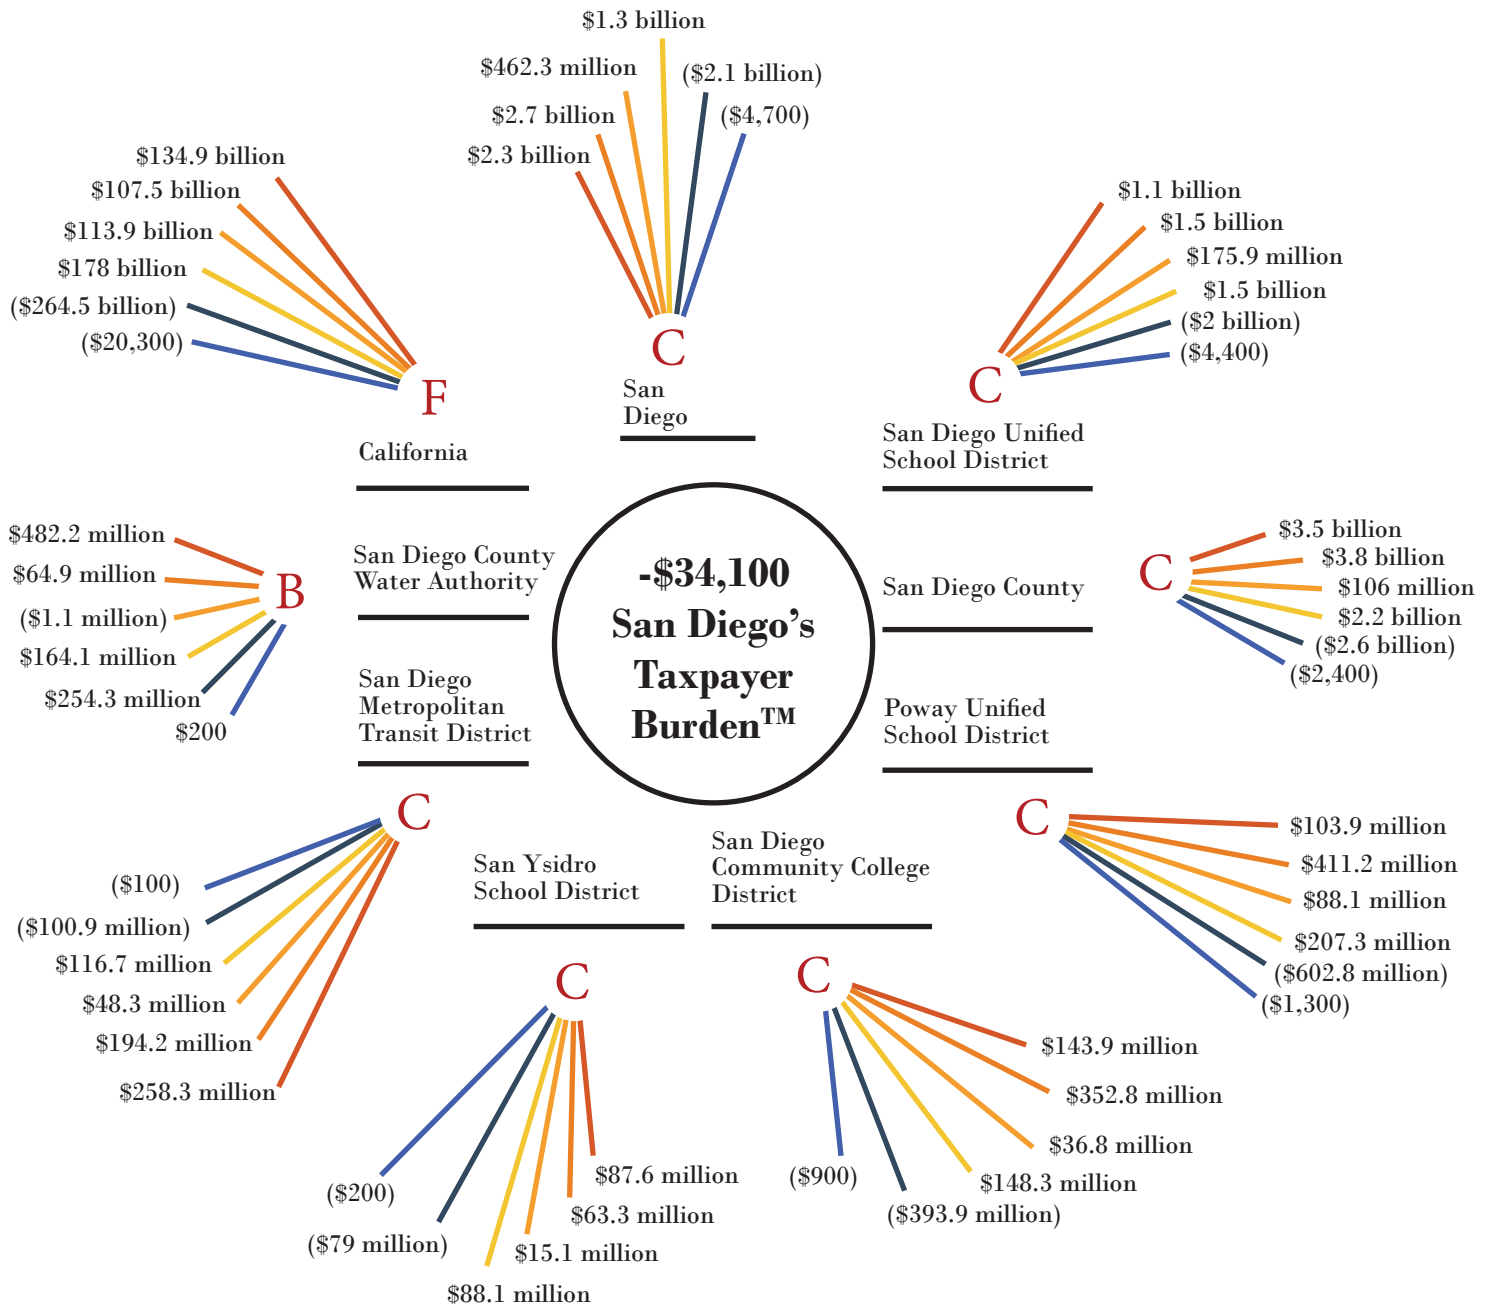 $1.3 billion
$462.3 million
($2.1 billion)
$2.7 billion
($4,700)
$2.3 billion
C
San
Diego
$134.9 billion
$107.5 billion
$113.9 billion
$178 billion
($264.5 billion)
($20,300)
F
California
$1.1 billion
$1.5 billion
$175.9 million
$1.5 billion
($2 billion)
($4,400)
C
San Diego Unified
School District
$482.2 million
$64.9 million
($1.1 million)
$164.1 million
$254.3 million
$200
B
San Diego County
Water Authority
-$34,100
San Diego's
Taxpayer
Burden™
San Diego County
C
$3.5 billion
$3.8 billion
$106 million
$2.2 billion
($2.6 billion)
($2,400)
San Diego
Metropolitan
Transit District
C
($100)
($100.9 million)
$116.7 million
$48.3 million
$194.2 million
$258.3 million
Poway Unified
School District
C
$103.9 million
$411.2 million
$88.1 million
$207.3 million
($602.8 million)
($1,300)
San Ysidro
School District
C
($200)
($79 million)
$88.1 million
$15.1 million
$63.3 million
$87.6 million
San Diego
Community College
District
C
$143.9 million
$352.8 million
$36.8 million
$148.3 million
($393.9 million)
($900)